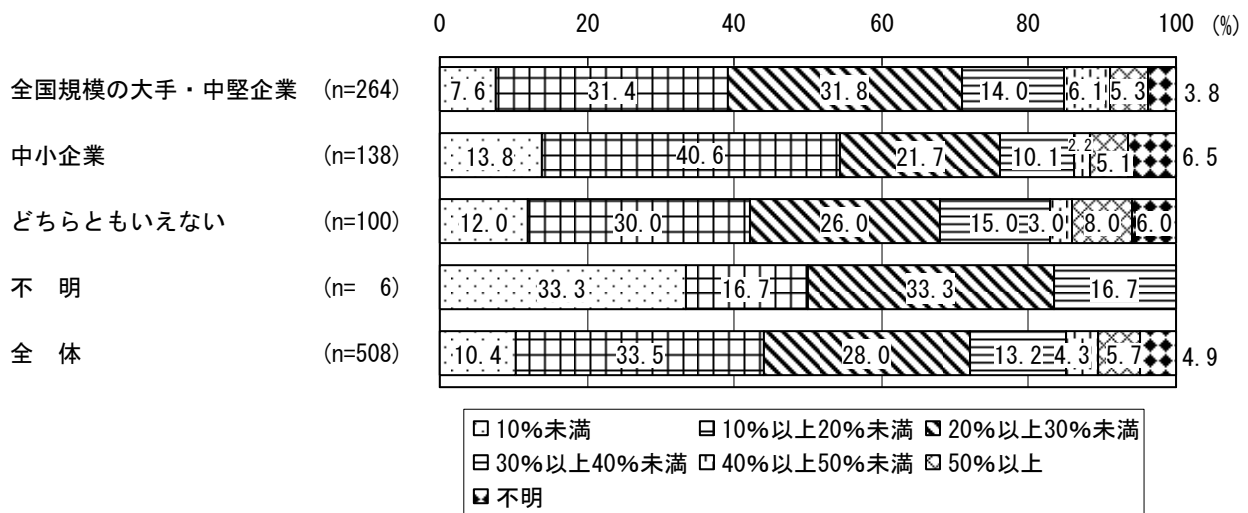 0 20 40 60 80 100 (%)
全国規模の大手・中堅企業 (n=264) 7.6 31.4 31.8 14.0 6.1 5.3 3.8
中小企業 (n=138) 13.8 40.6 21.7 10.1 2.2 5.1 6.5
どちらともいえない (n=100) 12.0 30.0 26.0 15.0 3.0 8.0 6.0
不 明 (n= 6) 33.3 16.7 33.3 16.7
全 体 (n=508) 10.4 33.5 28.0 13.2 4.3 5.7 4.9
10%未満 10%以上20%未満 20%以上30%未満
30%以上40%未満 40%以上50%未満 50%以上
不明